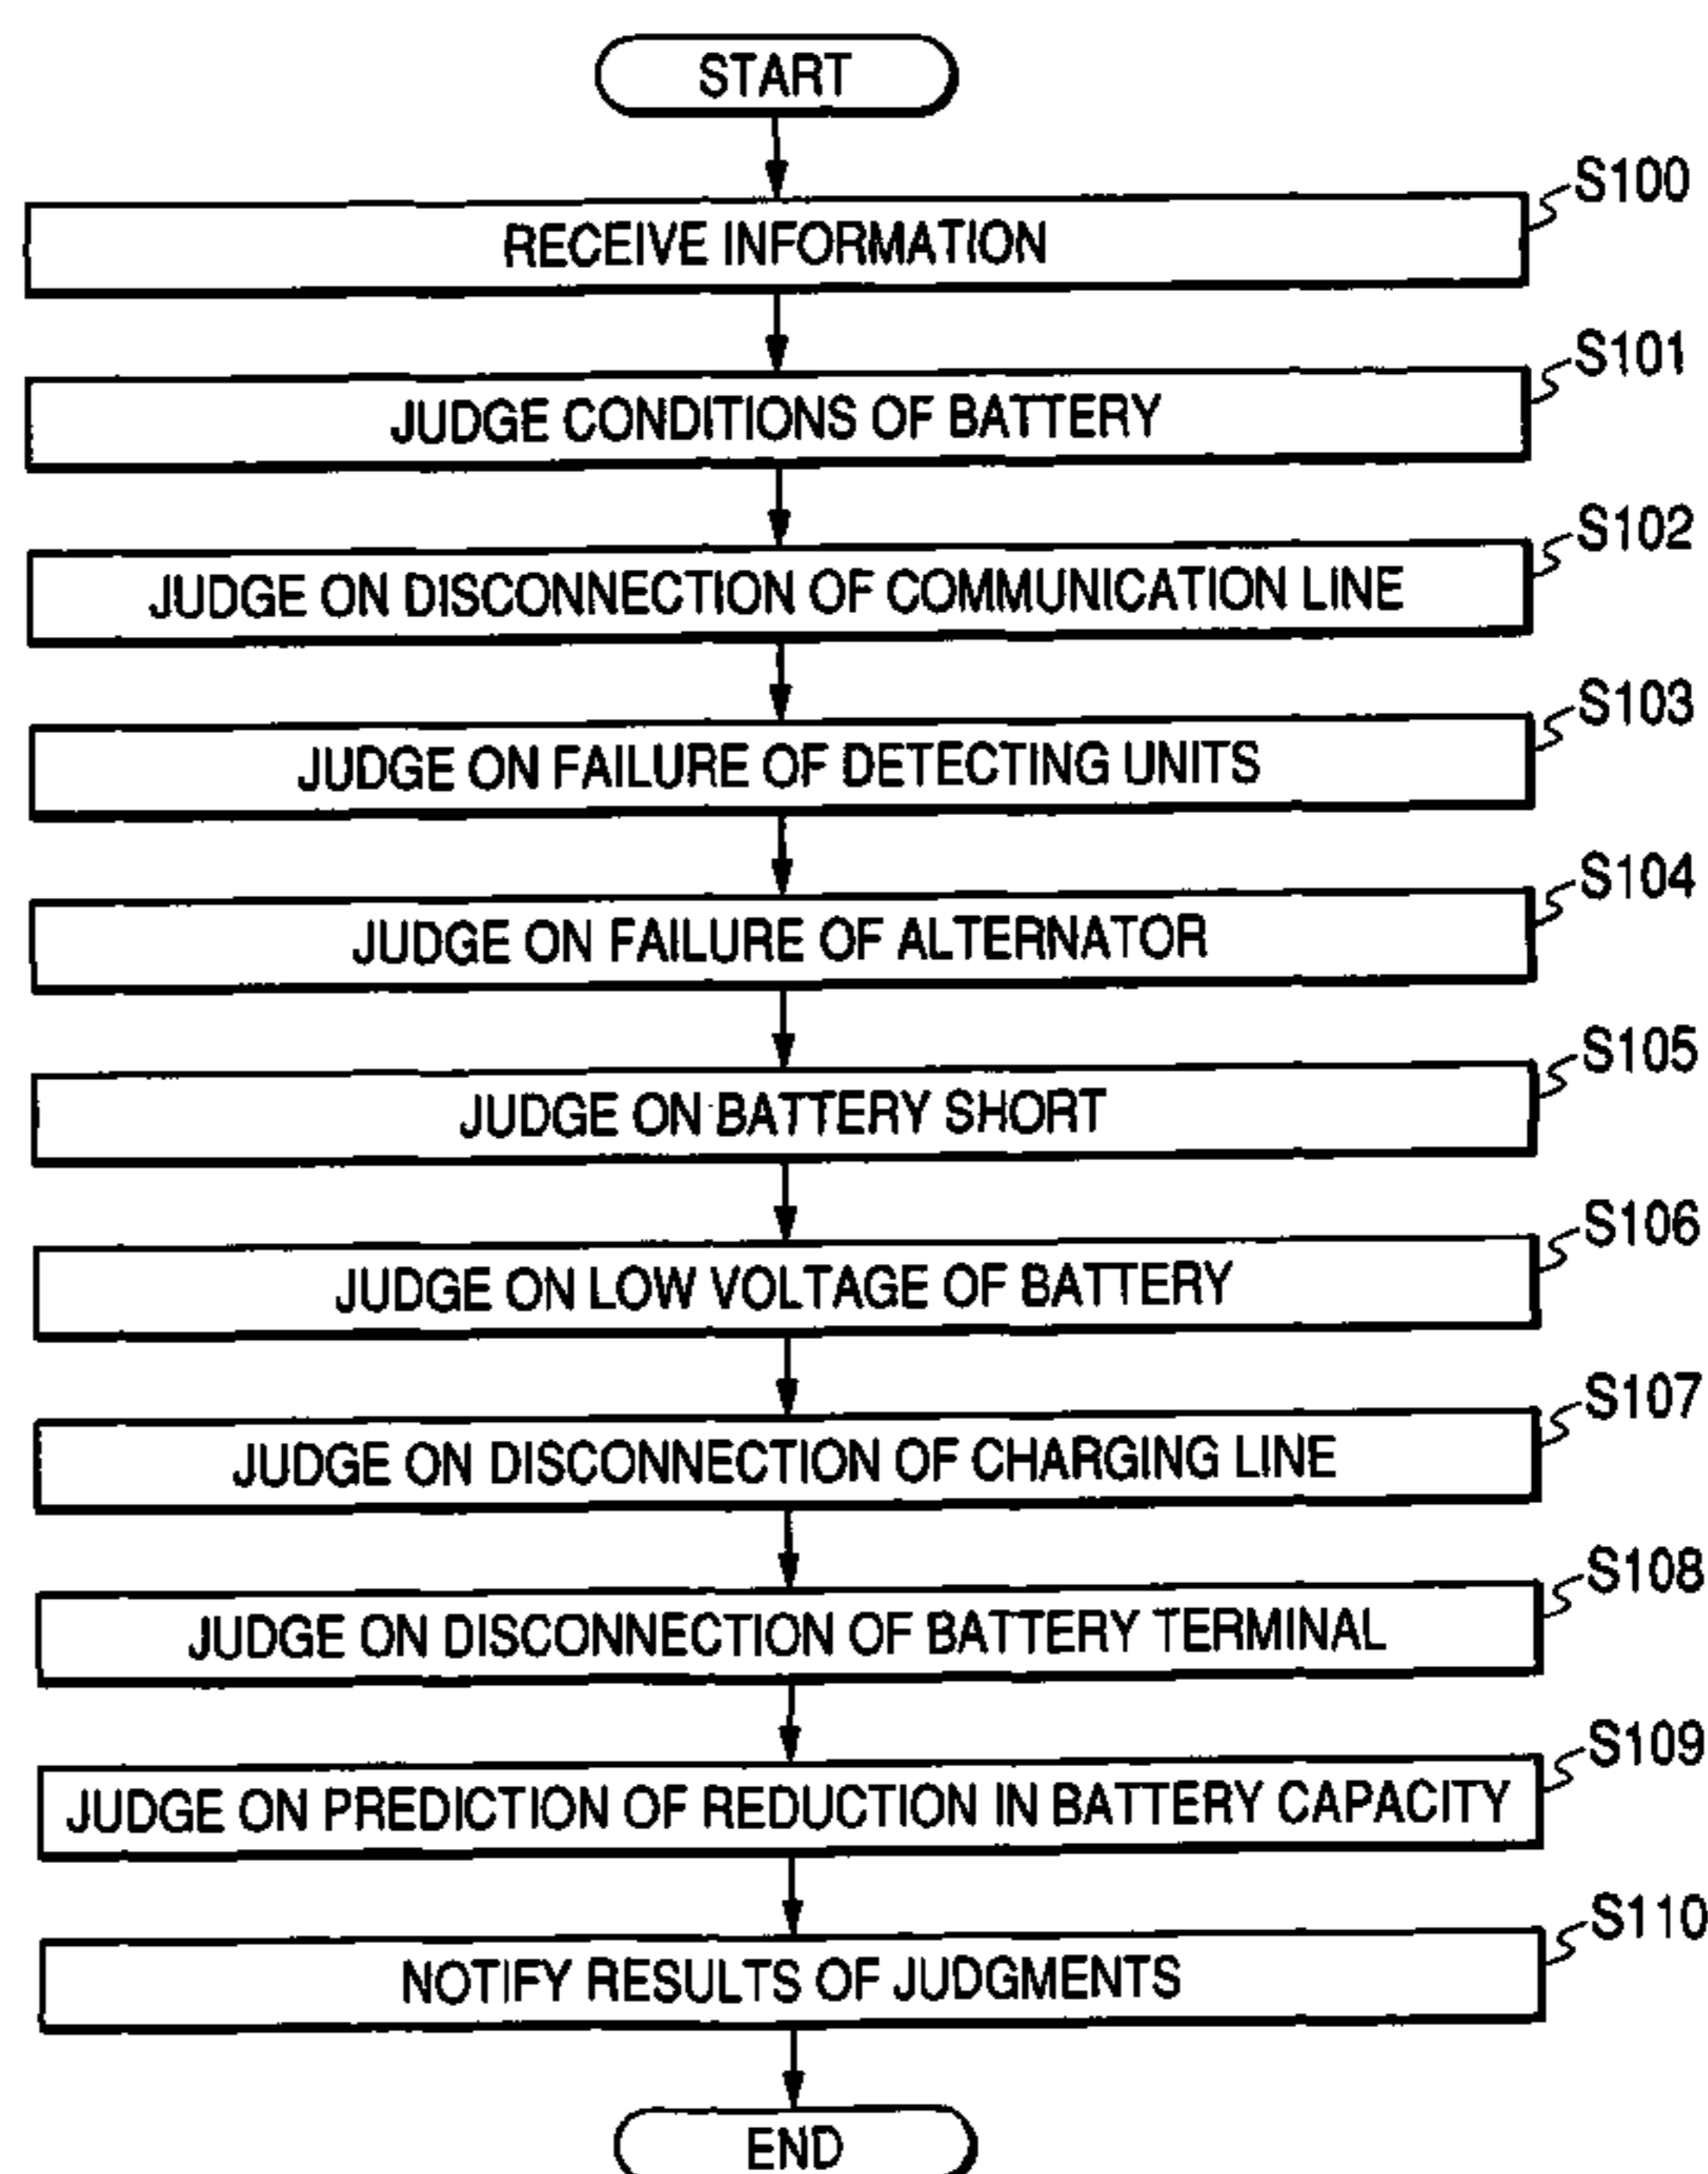 START
S100
RECEIVE INFORMATION
S101
JUDGE CONDITIONS OF BATTERY
S102
JUDGE ON DISCONNECTION OF COMMUNICATION LINE
S103
JUDGE ON FAILURE OF DETECTING UNITS
S104
JUDGE ON FAILURE OF ALTERNATOR
S105
JUDGE ON BATTERY SHORT
S106
JUDGE ON LOW VOLTAGE OF BATTERY
S107
JUDGE ON DISCONNECTION OF CHARGING LINE
S108
JUDGE ON DISCONNECTION OF BATTERY TERMINAL
S109
JUDGE ON PREDICTION OF REDUCTION IN BATTERY CAPACITY
S110
NOTIFY RESULTS OF JUDGMENTS
END